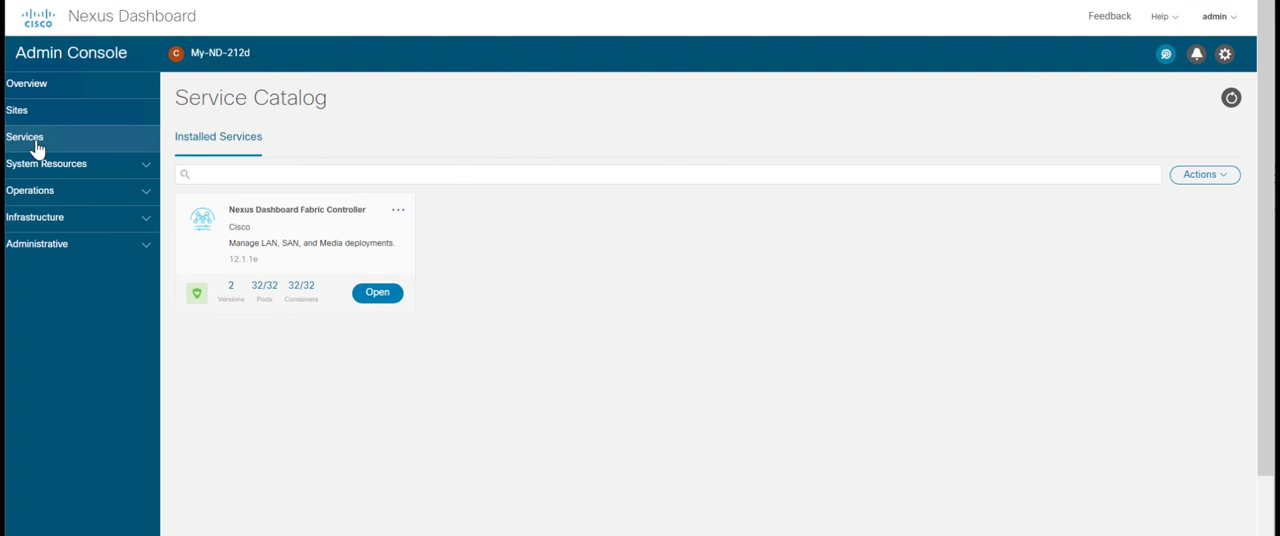 CISCO
Nexus Dashboard
Feedback
Help
admin
Admin Console
C
My-ND-212d
Overview
Sites
Services
System Resources
Operations
Infrastructure
Administrative
Service Catalog
Installed Services
Actions
Nexus Dashboard Fabric Controller
Cisco
Manage LAN, SAN, and Media deployments.
12.1.1e
2 32/32 32/32
Versions Pods Containers
Open